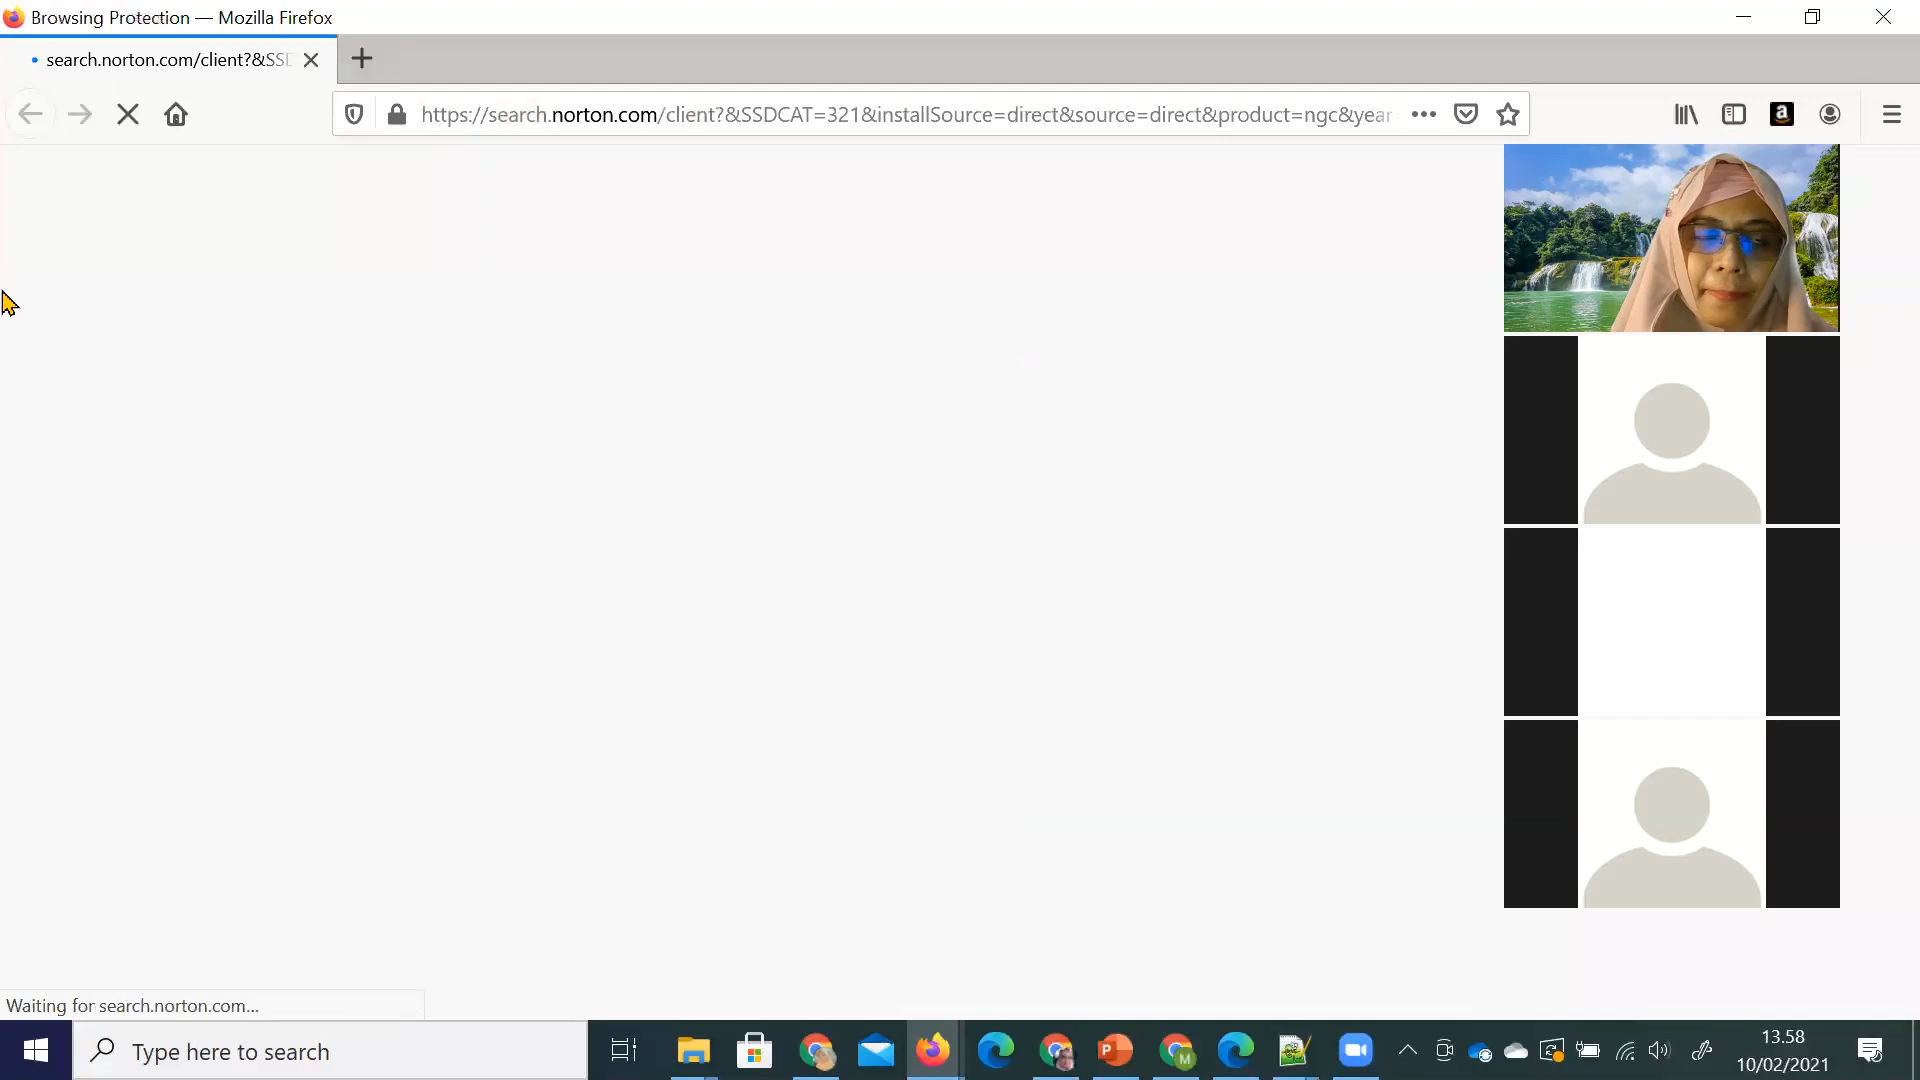 Browsing Protection — Mozilla Firefox
search.norton.com/client?&SSD
https://search.norton.com/client?&SSDCAT=321&installSource=direct&source=direct&product=ngc&year
a
Waiting for search.norton.com...
Type here to search
P
M
13.58
10/02/2021